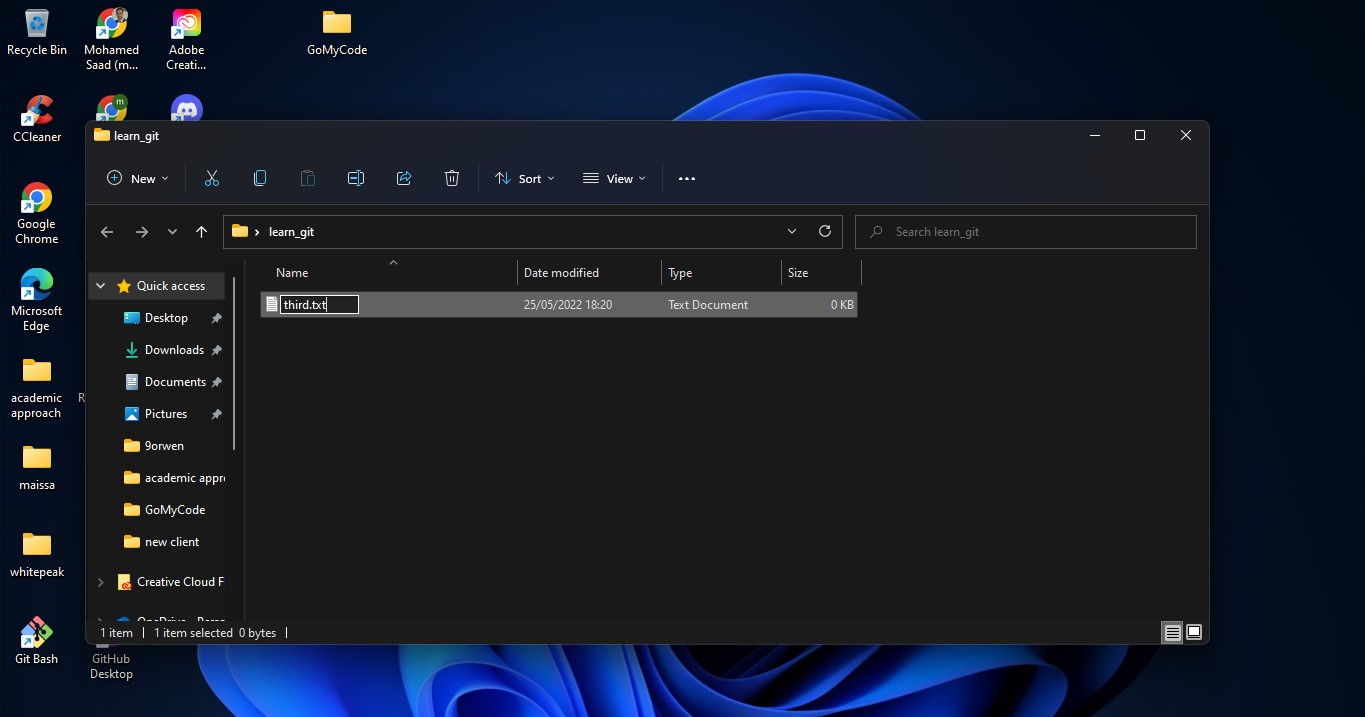 Recycle Bin
Mohamed
Saad (m...
Adobe
Creati...
GoMyCode
CCleaner
Google
Chrome
Microsoft
Edge
academic
approach
R
maissa
whitepeak
Git Bash
GitHub
Desktop
learn_git
New
Sort
View
learn_git
Search learn_git
Name
Date modified
Type
Size
third.txt
25/05/2022 18:20
Text Document
0 KB
Quick access
Desktop
Downloads
Documents
Pictures
9orwen
academic appr
GoMyCode
new client
Creative Cloud F
OneDrive - Perso
1 item
1 item selected 0 bytes